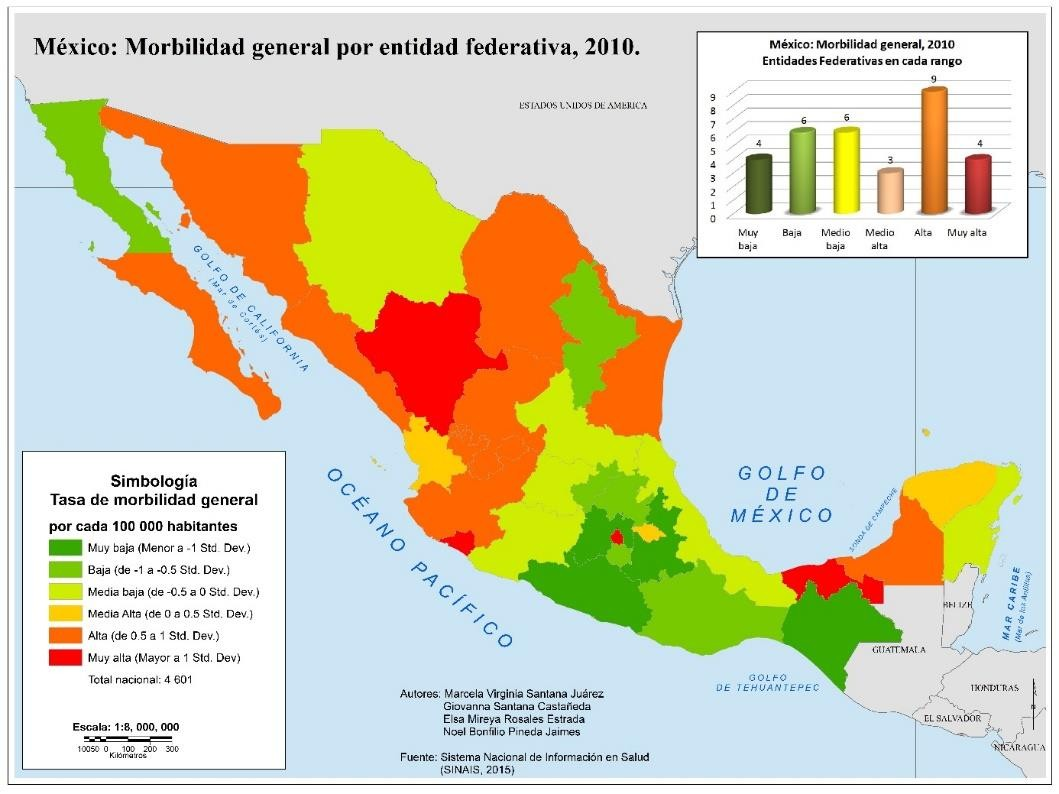 México: Morbilidad general por entidad federativa, 2010.
ESTADOS UNIDOS DE AMERICA
México: Morbilidad general, 2010
Entidades Federativas en cada rango
9
8
7
6
5
4
3
2
1
0
4
6
6
3
9
4
Muy baja
Baja
Medio baja
Medio alta
Alta
Muy alta
GOLFO DE CALIFORNIA
(Mar de Cortés)
OCÉANO PACÍFICO
GOLFO
DE
MÉXICO
SONDA DE CAMPECHE
MAR CARIBE
(Mar de las Antillas)
BELIZE
GUATEMALA
HONDURAS
EL SALVADOR
NICARAGUA
GOLFO
DE TEHUANTEPEC
N
Simbología
Tasa de morbilidad general
por cada 100 000 habitantes
Muy baja (Menor a -1 Std. Dev.)
Baja (de -1 a -0.5 Std. Dev.)
Media baja (de -0.5 a 0 Std. Dev.)
Media Alta (de 0 a 0.5 Std. Dev.)
Alta (de 0.5 a 1 Std. Dev.)
Muy alta (Mayor a 1 Std. Dev)
Total nacional: 4 601
Escala: 1:8, 000, 000
10050 0 100 200 300
Kilómetros
Autores: Marcela Virginia Santana Juárez
Giovanna Santana Castañeda
Elsa Mireya Rosales Estrada
Noel Bonfilio Pineda Jaimes
Fuente: Sistema Nacional de Información en Salud
(SINAIS, 2015)